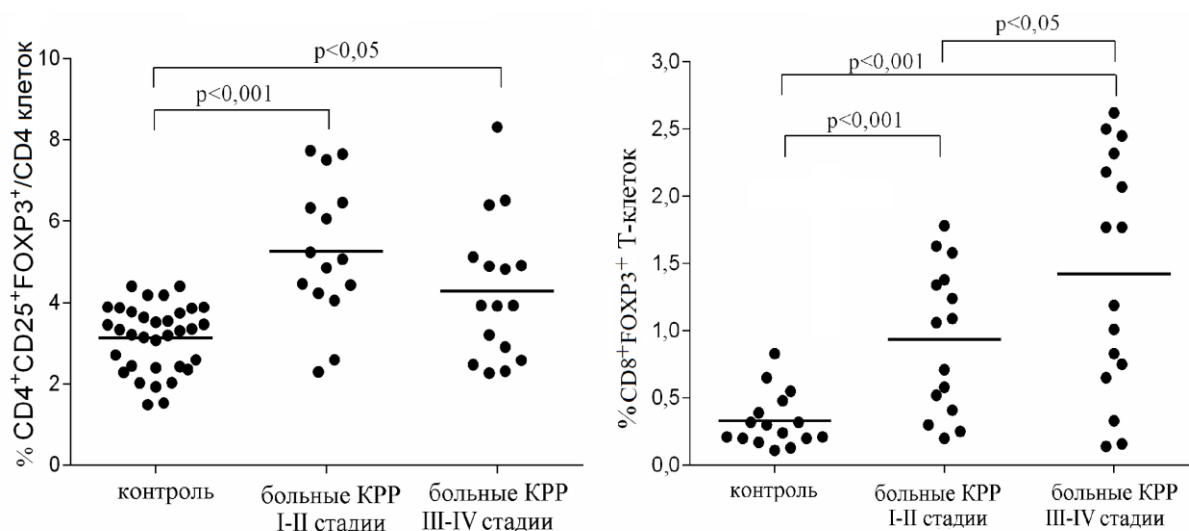 % CD4⁺CD25⁺FOXP3⁺/CD4 клеток
10
8
6
4
2
0
p<0,05
p<0,001
контроль
больные КРР
I-II стадии
больные КРР
III-IV стадии
%CD8⁺FOXP3⁺ Т-клеток
3,0
2,5
2,0
1,5
1,0
0,5
0,0
p<0,05
p<0,001
p<0,001
контроль
больные КРР
I-II стадии
больные КРР
III-IV стадии